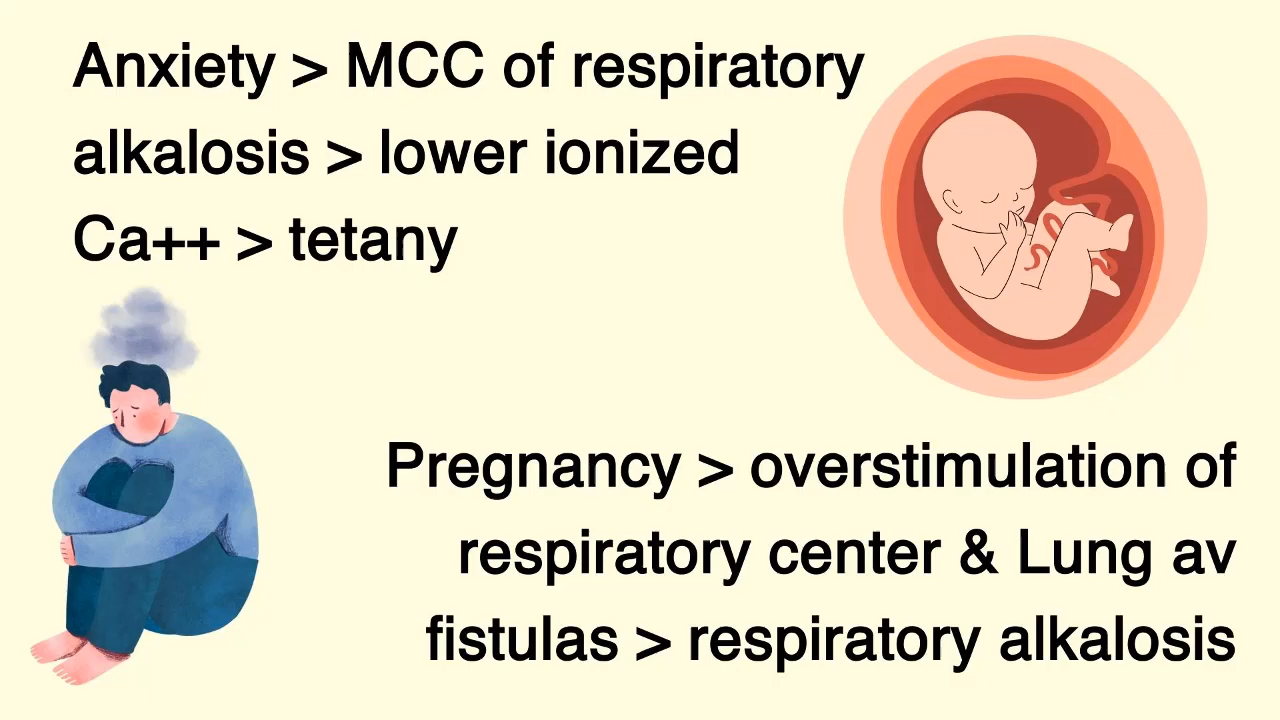 Anxiety > MCC of respiratory
alkalosis > lower ionized
Ca++ > tetany
Pregnancy > overstimulation of
respiratory center & Lung av
fistulas > respiratory alkalosis